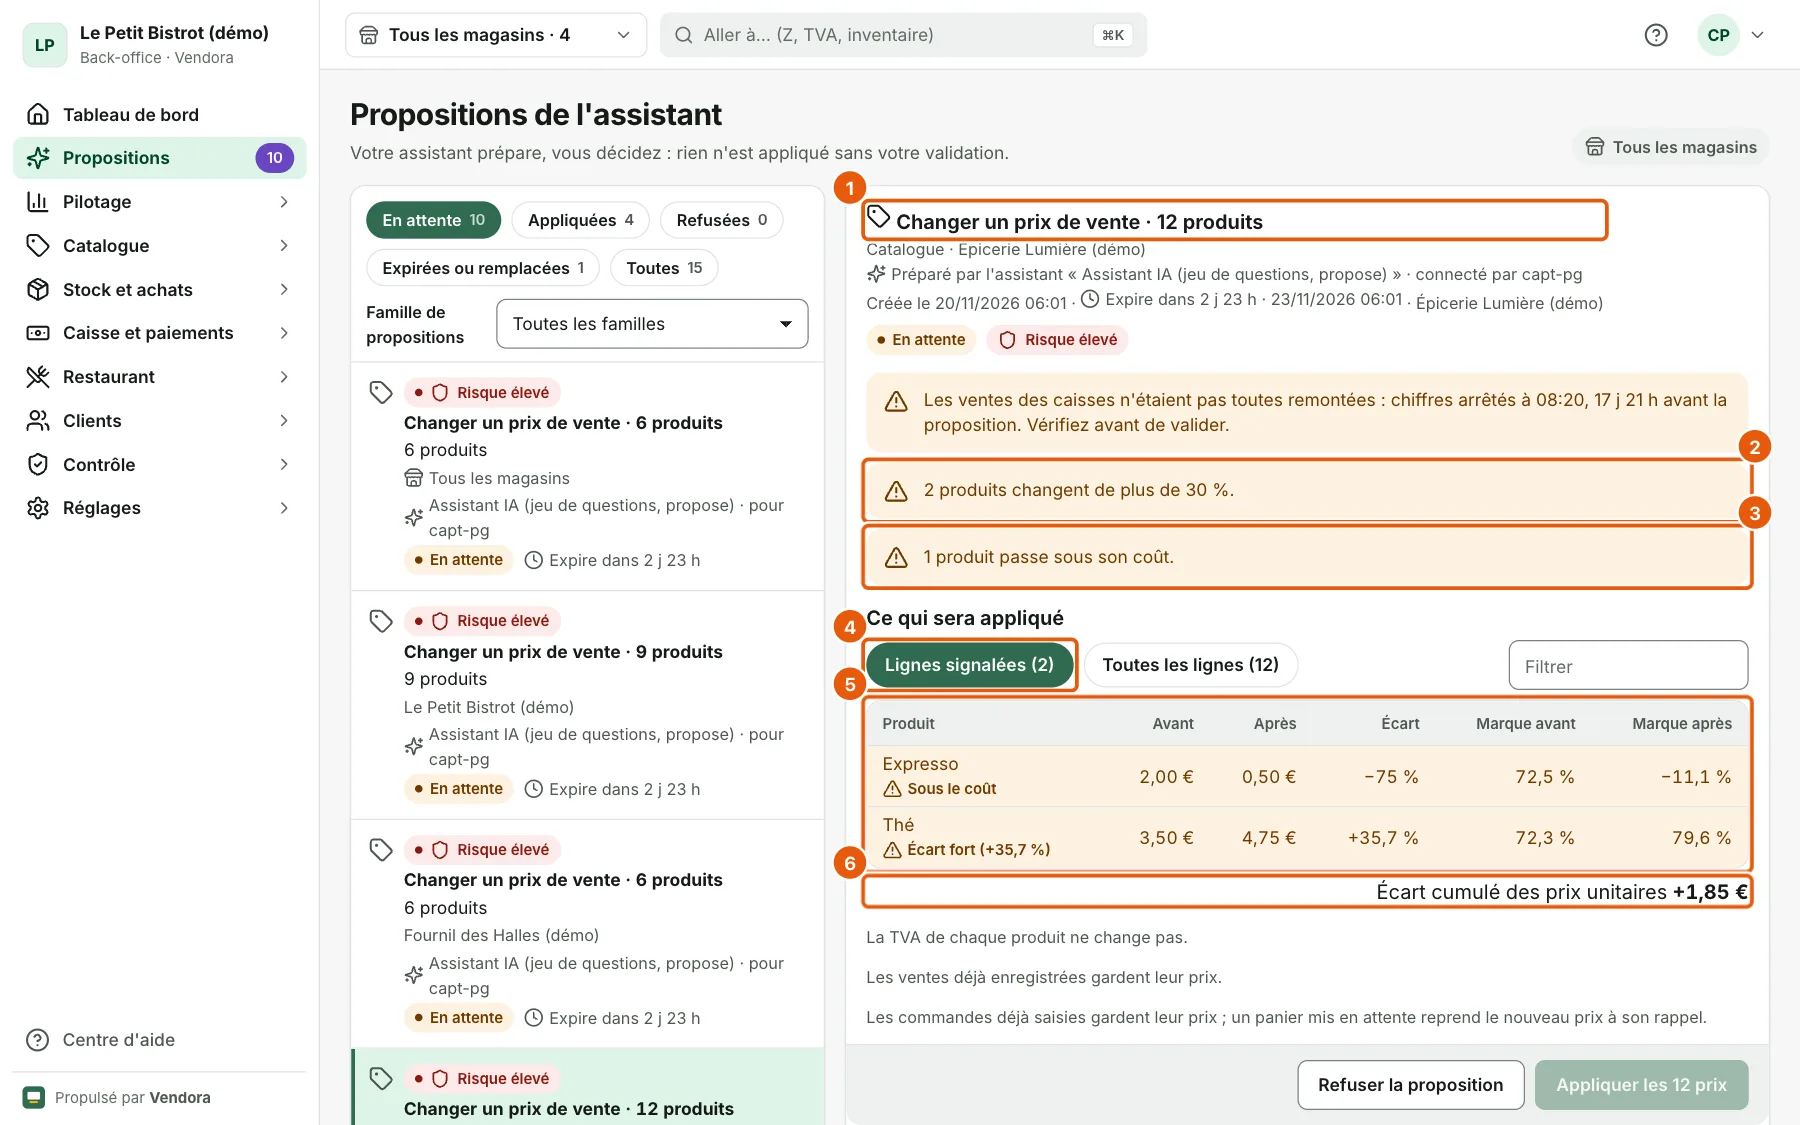 LP
Le Petit Bistrot (démo)
Back-office · Vendora
Tous les magasins · 4
Aller à... (Z, TVA, inventaire)
⌘K
CP
Tableau de bord
Propositions 10
Pilotage
Catalogue
Stock et achats
Caisse et paiements
Restaurant
Clients
Contrôle
Réglages
Centre d'aide
Propulsé par Vendora
Propositions de l'assistant
Votre assistant prépare, vous décidez : rien n'est appliqué sans votre validation.
Tous les magasins
En attente 10
Appliquées 4
Refusées 0
Expirées ou remplacées 1
Toutes 15
Famille de
propositions
Toutes les familles
Risque élevé
Changer un prix de vente · 6 produits
6 produits
Tous les magasins
Assistant IA (jeu de questions, propose) · pour
capt-pg
En attente
Expire dans 2 j 23 h
Risque élevé
Changer un prix de vente · 9 produits
9 produits
Le Petit Bistrot (démo)
Assistant IA (jeu de questions, propose) · pour
capt-pg
En attente
Expire dans 2 j 23 h
Risque élevé
Changer un prix de vente · 6 produits
6 produits
Fournil des Halles (démo)
Assistant IA (jeu de questions, propose) · pour
capt-pg
En attente
Expire dans 2 j 23 h
Risque élevé
Changer un prix de vente · 12 produits
1
Changer un prix de vente · 12 produits
Catalogue · Épicerie Lumière (démo)
Préparé par l'assistant « Assistant IA (jeu de questions, propose) » · connecté par capt-pg
Créée le 20/11/2026 06:01 · Expire dans 2 j 23 h · 23/11/2026 06:01 · Épicerie Lumière (démo)
En attente
Risque élevé
Les ventes des caisses n'étaient pas toutes remontées : chiffres arrêtés à 08:20, 17 j 21 h avant la
proposition. Vérifiez avant de valider.
2
2 produits changent de plus de 30 %.
3
1 produit passe sous son coût.
Ce qui sera appliqué
4
Lignes signalées (2)
Toutes les lignes (12)
Filtrer
5
Produit Avant Après Écart Marque avant Marque après
Expresso 2,00 € 0,50 € −75 % 72,5 % −11,1 %
Sous le coût
Thé 3,50 € 4,75 € +35,7 % 72,3 % 79,6 %
Écart fort (+35,7 %)
6
Écart cumulé des prix unitaires +1,85 €
La TVA de chaque produit ne change pas.
Les ventes déjà enregistrées gardent leur prix.
Les commandes déjà saisies gardent leur prix ; un panier mis en attente reprend le nouveau prix à son rappel.
Refuser la proposition
Appliquer les 12 prix